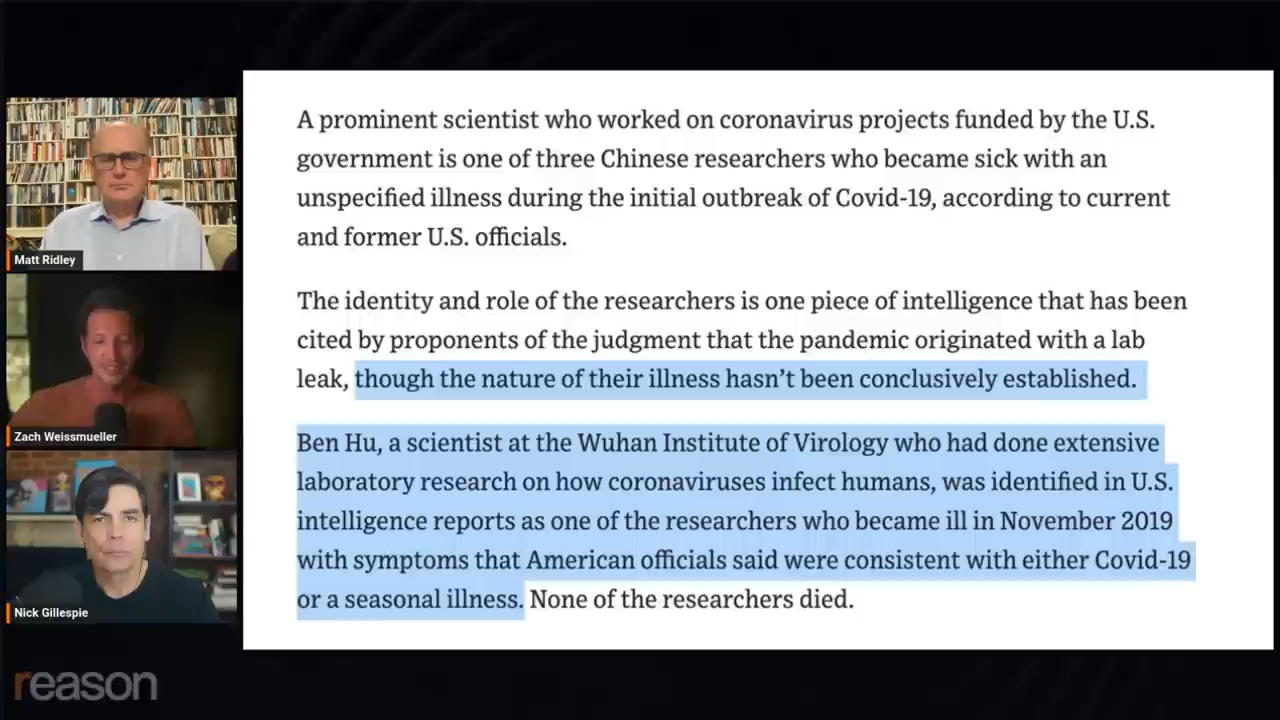 Matt Ridley
Zach Weissmueller
Nick Gillespie
reason
A prominent scientist who worked on coronavirus projects funded by the U.S.
government is one of three Chinese researchers who became sick with an
unspecified illness during the initial outbreak of Covid-19, according to current
and former U.S. officials.
The identity and role of the researchers is one piece of intelligence that has been
cited by proponents of the judgment that the pandemic originated with a lab
leak, though the nature of their illness hasn’t been conclusively established.
Ben Hu, a scientist at the Wuhan Institute of Virology who had done extensive
laboratory research on how coronaviruses infect humans, was identified in U.S.
intelligence reports as one of the researchers who became ill in November 2019
with symptoms that American officials said were consistent with either Covid-19
or a seasonal illness. None of the researchers died.